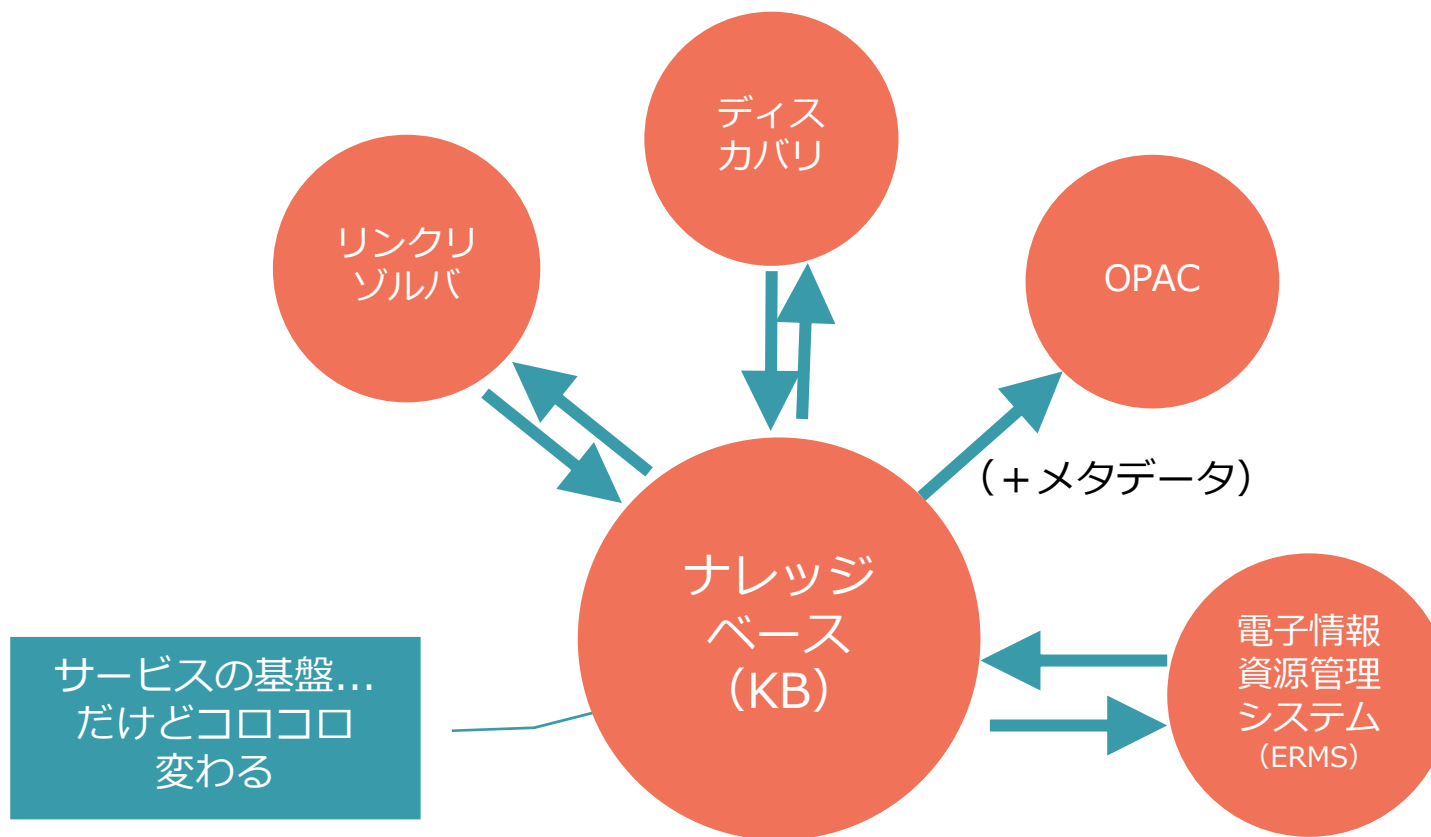 ディス
カバリ
リンクリ
ゾルバ
OPAC
（＋メタデータ）
ナレッジ
ベース
（KB）
電子情報
資源管理
システム
（ERMS）
サービスの基盤…
だけどコロコロ
変わる